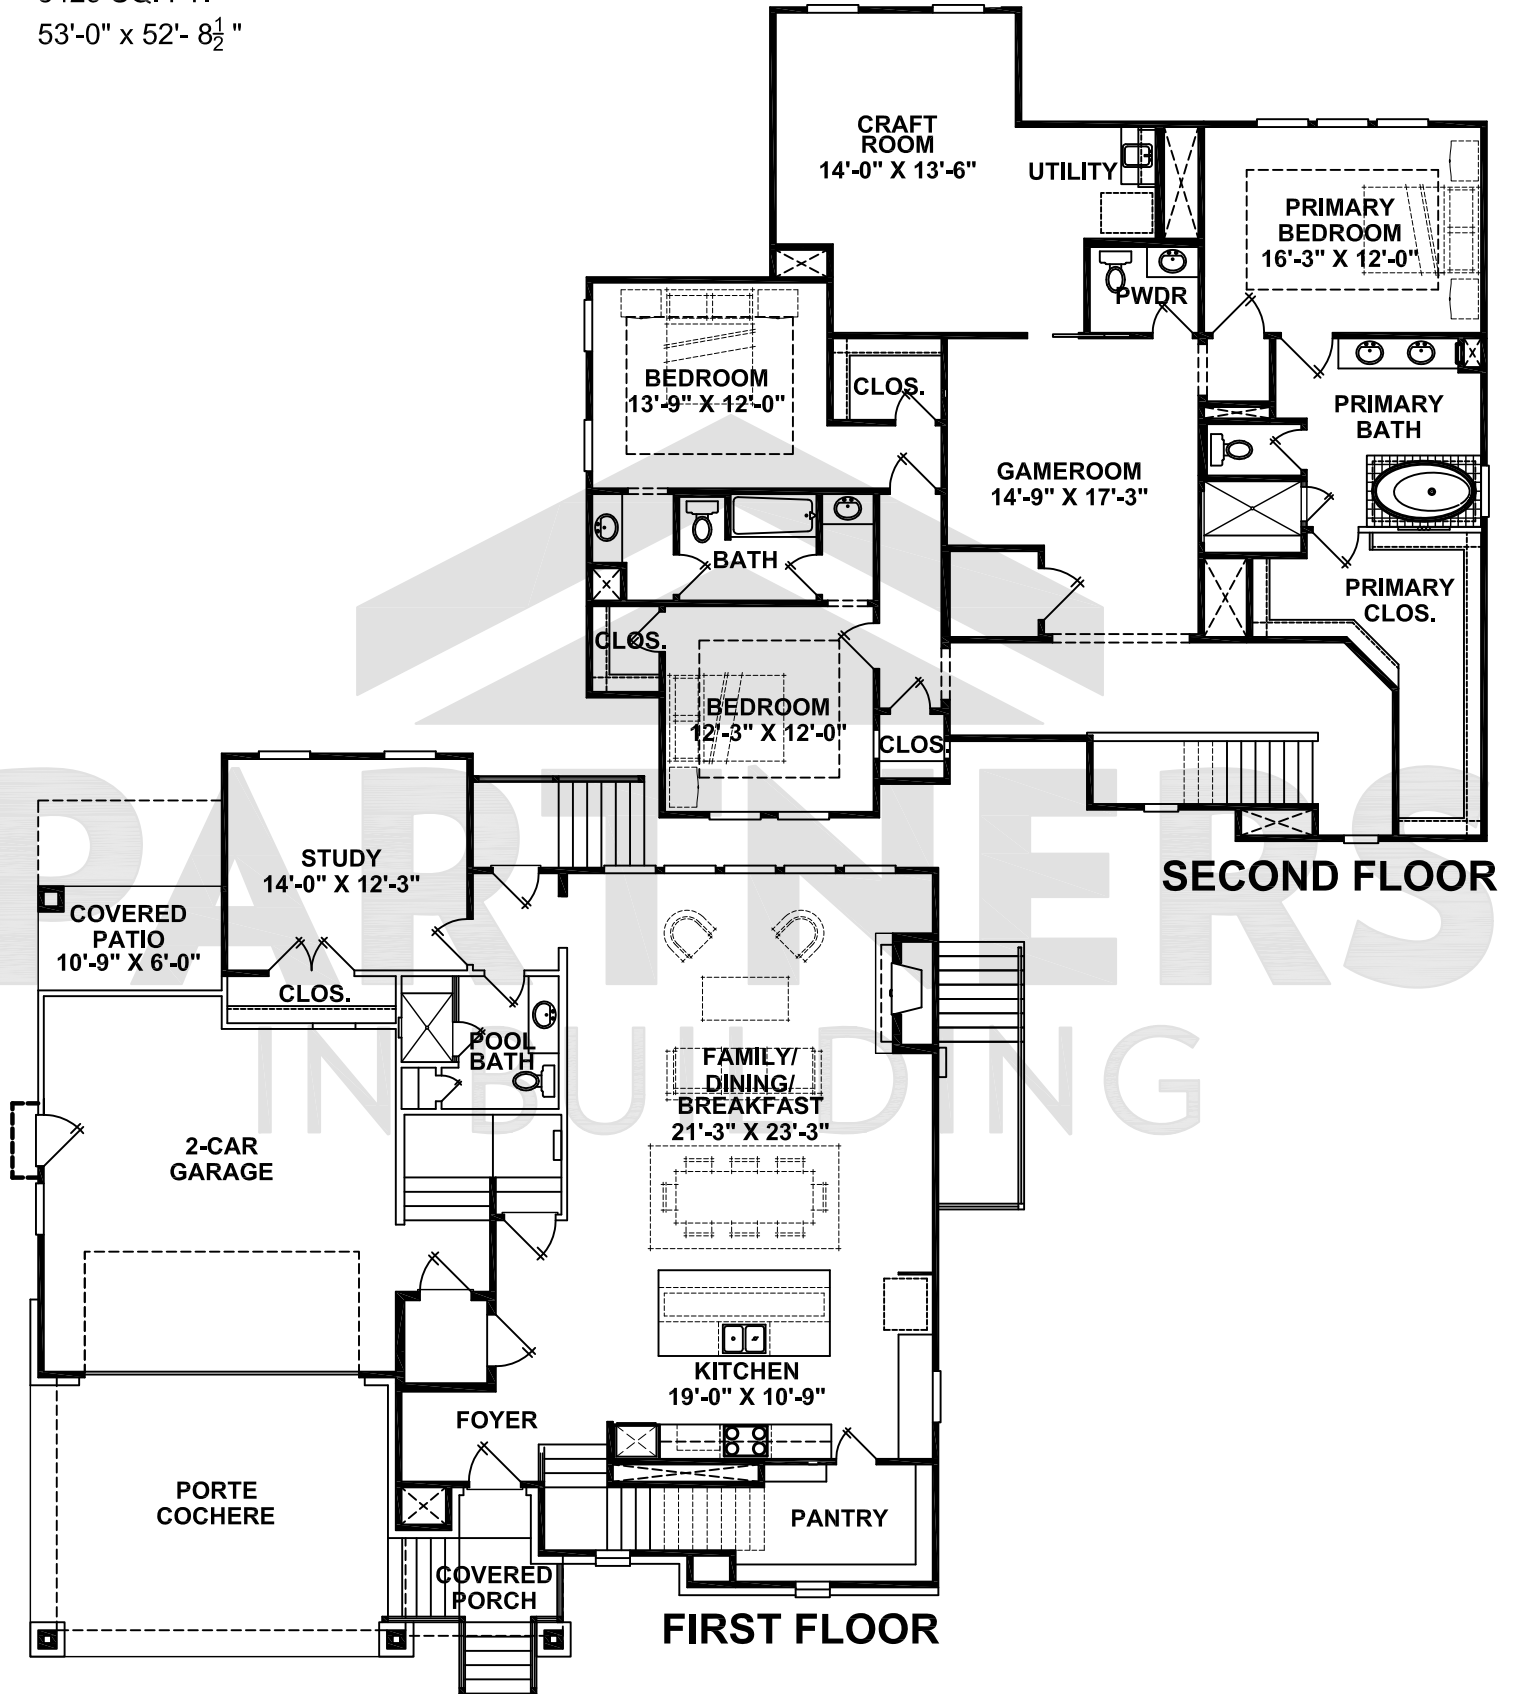 53'-0" x 52'- 8½ "
CRAFT
ROOM
14'-0" X 13'-6"
UTILITY
PRIMARY
BEDROOM
16'-3" X 12'-0"
PWDR
BEDROOM
13'-9" X 12'-0"
CLOS.
PRIMARY
BATH
GAMEROOM
14'-9" X 17'-3"
BATH
PRIMARY
CLOS.
CLOS.
BEDROOM
12'-3" X 12'-0"
CLOS.
SECOND FLOOR
STUDY
14'-0" X 12'-3"
COVERED
PATIO
10'-9" X 6'-0"
CLOS.
POOL
BATH
FAMILY/
DINING/
BREAKFAST
21'-3" X 23'-3"
2-CAR
GARAGE
KITCHEN
19'-0" X 10'-9"
FOYER
PORTE
COCHERE
PANTRY
COVERED
PORCH
FIRST FLOOR
PARTNERS
IN BUILDING